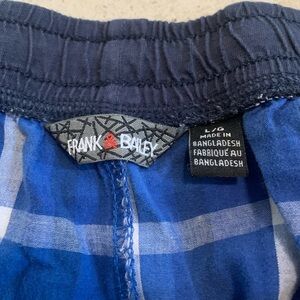 FRANK & BAILEY
L/G
MADE IN
BANGLADESH
FABRIQUÉ AU
BANGLADESH